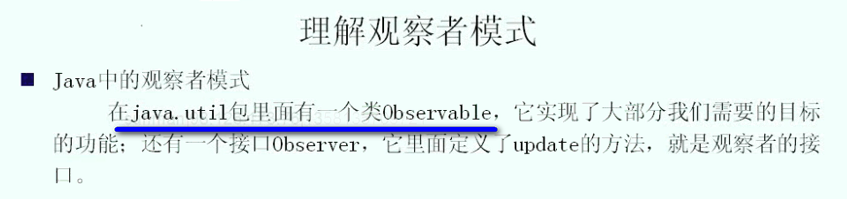 理解观察者模式
Java中的观察者模式
在java.util包里面有一个类Observable，它实现了大部分我们需要的目标
的功能；还有一个接口Observer，它里面定义了update的方法，就是观察者的接
口。